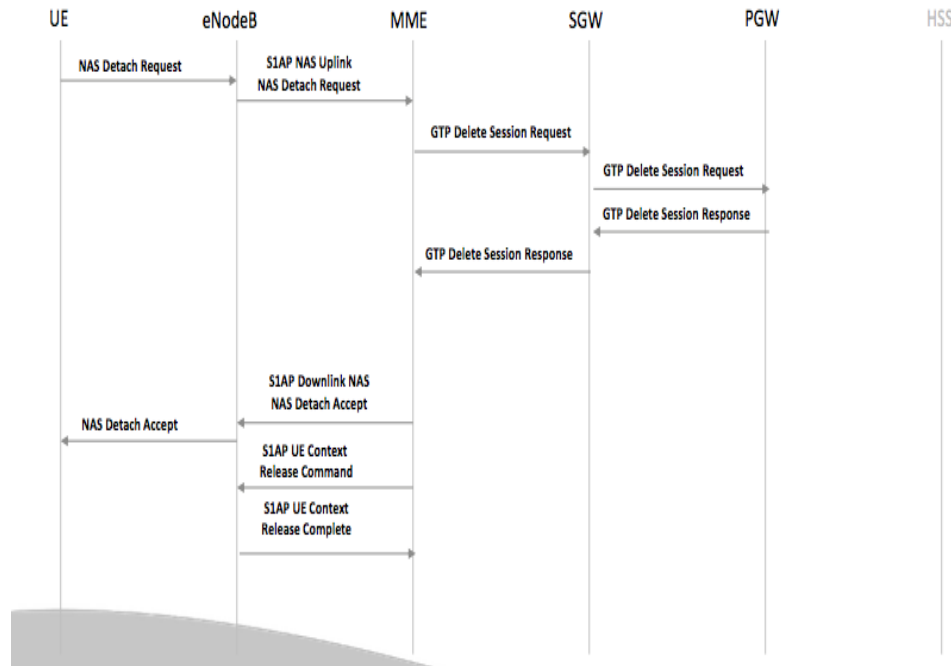 UE eNodeB MME SGW PGW HSS
NAS Detach Request
S1AP NAS Uplink
NAS Detach Request
GTP Delete Session Request
GTP Delete Session Request
GTP Delete Session Response
GTP Delete Session Response
S1AP Downlink NAS
NAS Detach Accept
NAS Detach Accept
S1AP UE Context
Release Command
S1AP UE Context
Release Complete